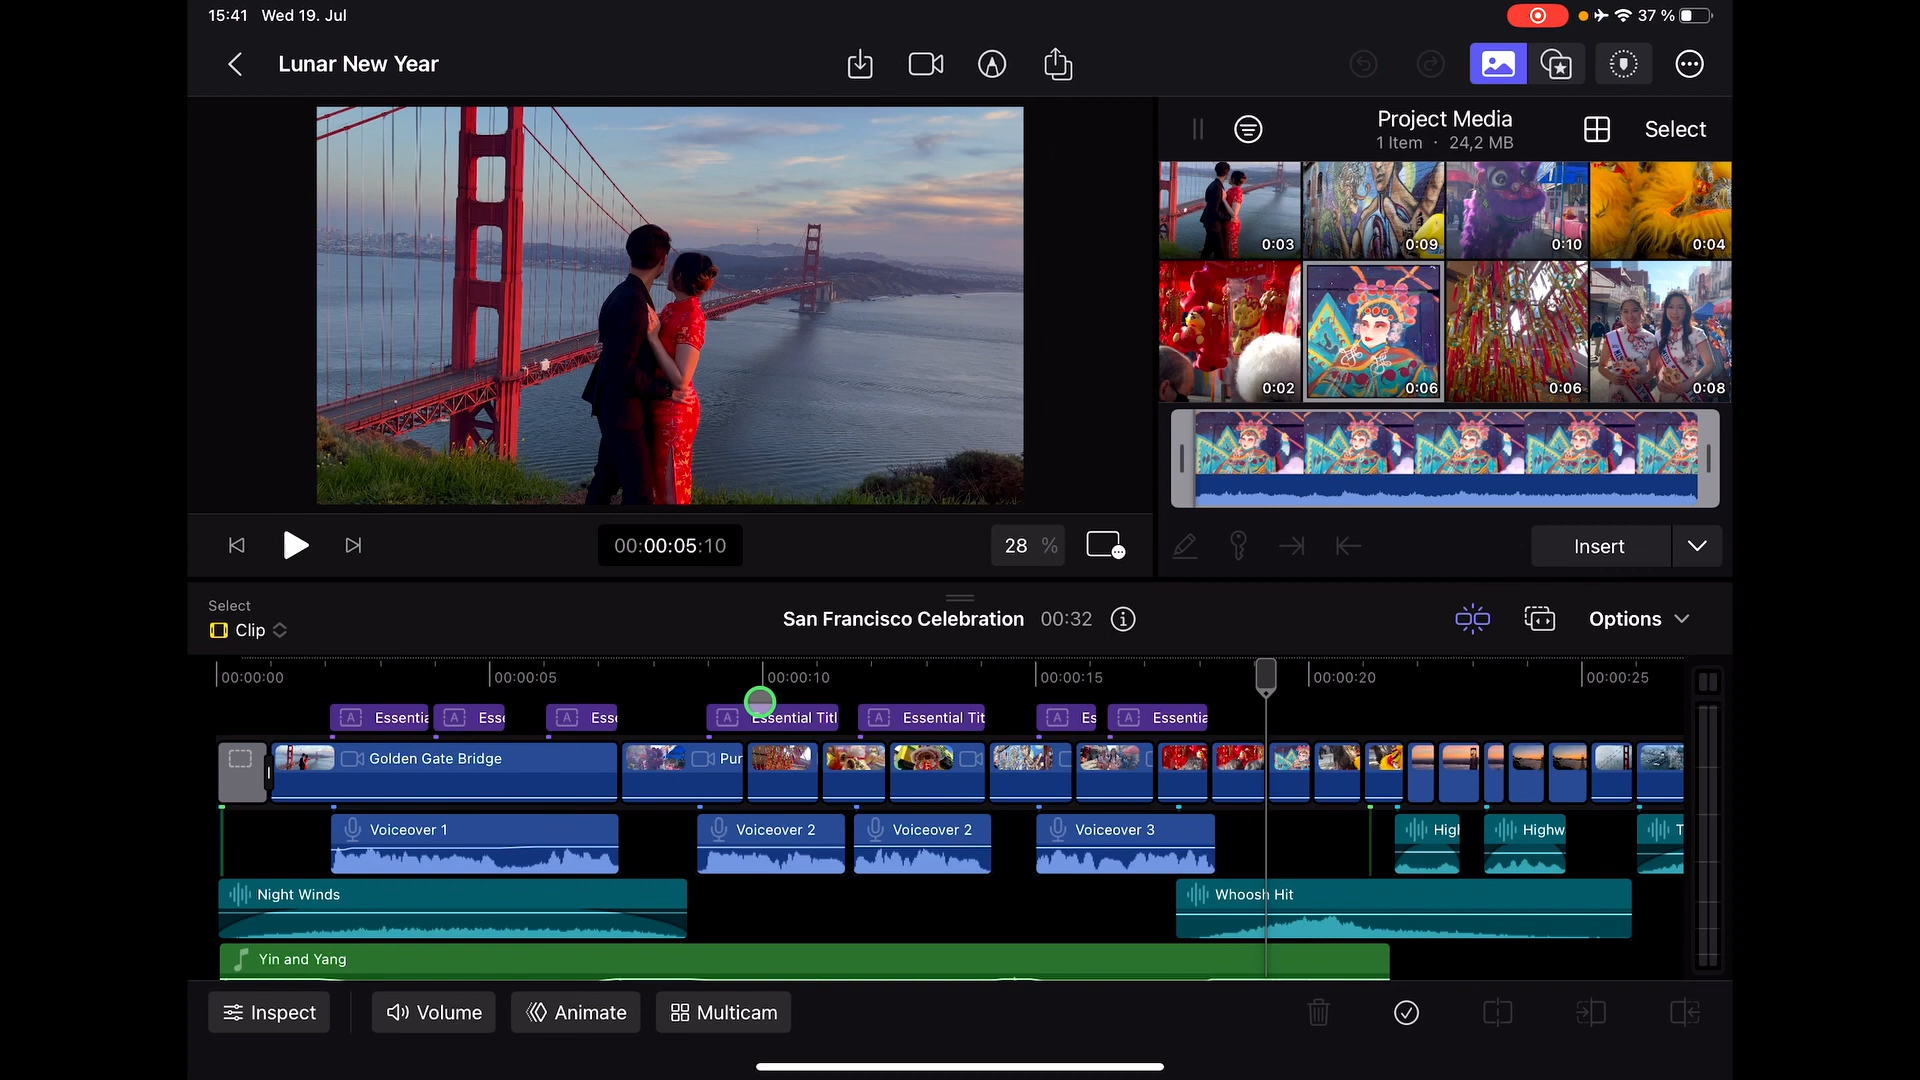 15:41 Wed 19. Jul
37 %
Lunar New Year
Project Media
1 Item · 24,2 MB
Select
0:03
0:09
0:10
0:04
0:02
0:06
0:06
0:08
00:00:05:10
28 %
Insert
Select
Clip
San Francisco Celebration 00:32
Options
00:00:00
00:00:05
00:00:10
00:00:15
00:00:20
00:00:25
A Essentia
A Esse
A Esse
A Essential Titl
A Essential Tit
A Es
A Essentia
Golden Gate Bridge
Pur
Voiceover 1
Voiceover 2
Voiceover 2
Voiceover 3
High
Highw
T
Night Winds
Whoosh Hit
Yin and Yang
Inspect
Volume
Animate
Multicam